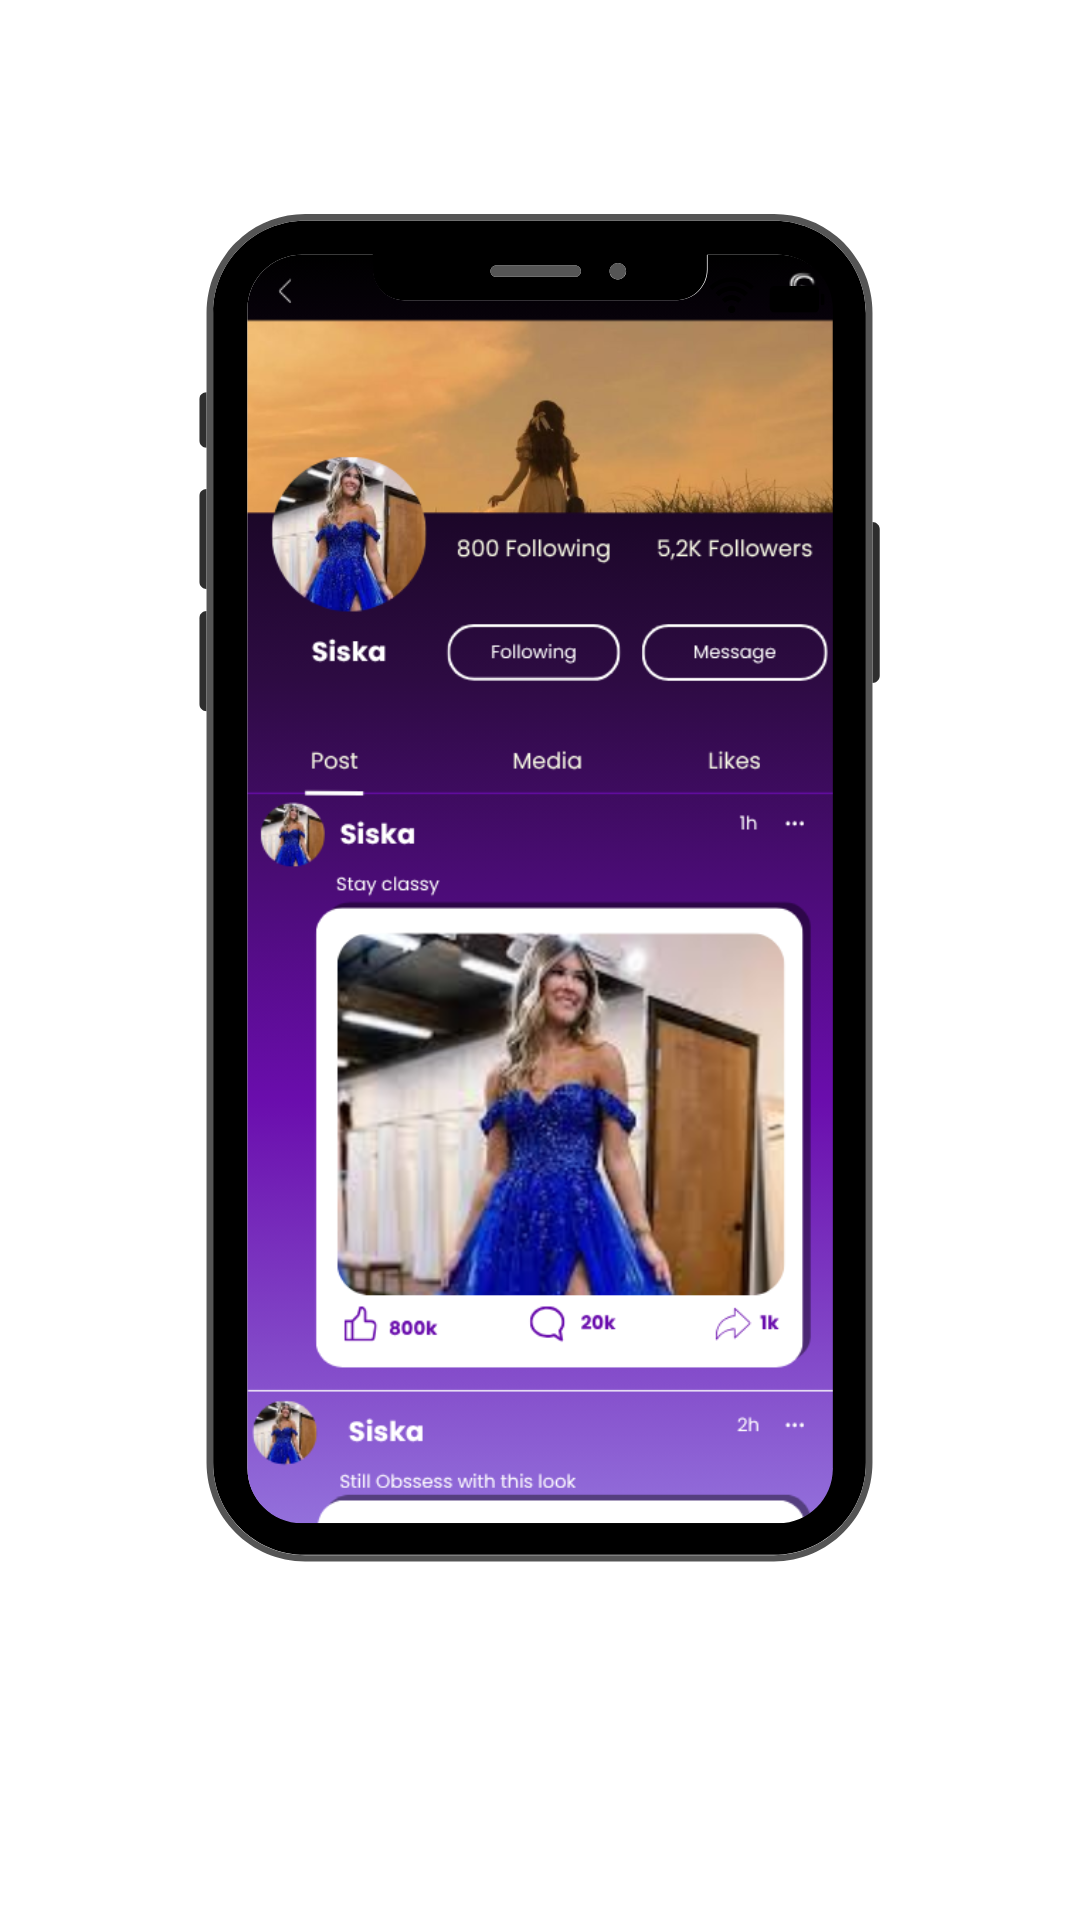 800 Following
5,2K Followers
Siska
Following
Message
Post
Media
Likes
Siska
1h
Stay classy
800k
20k
1k
Siska
2h
Still Obssess with this look